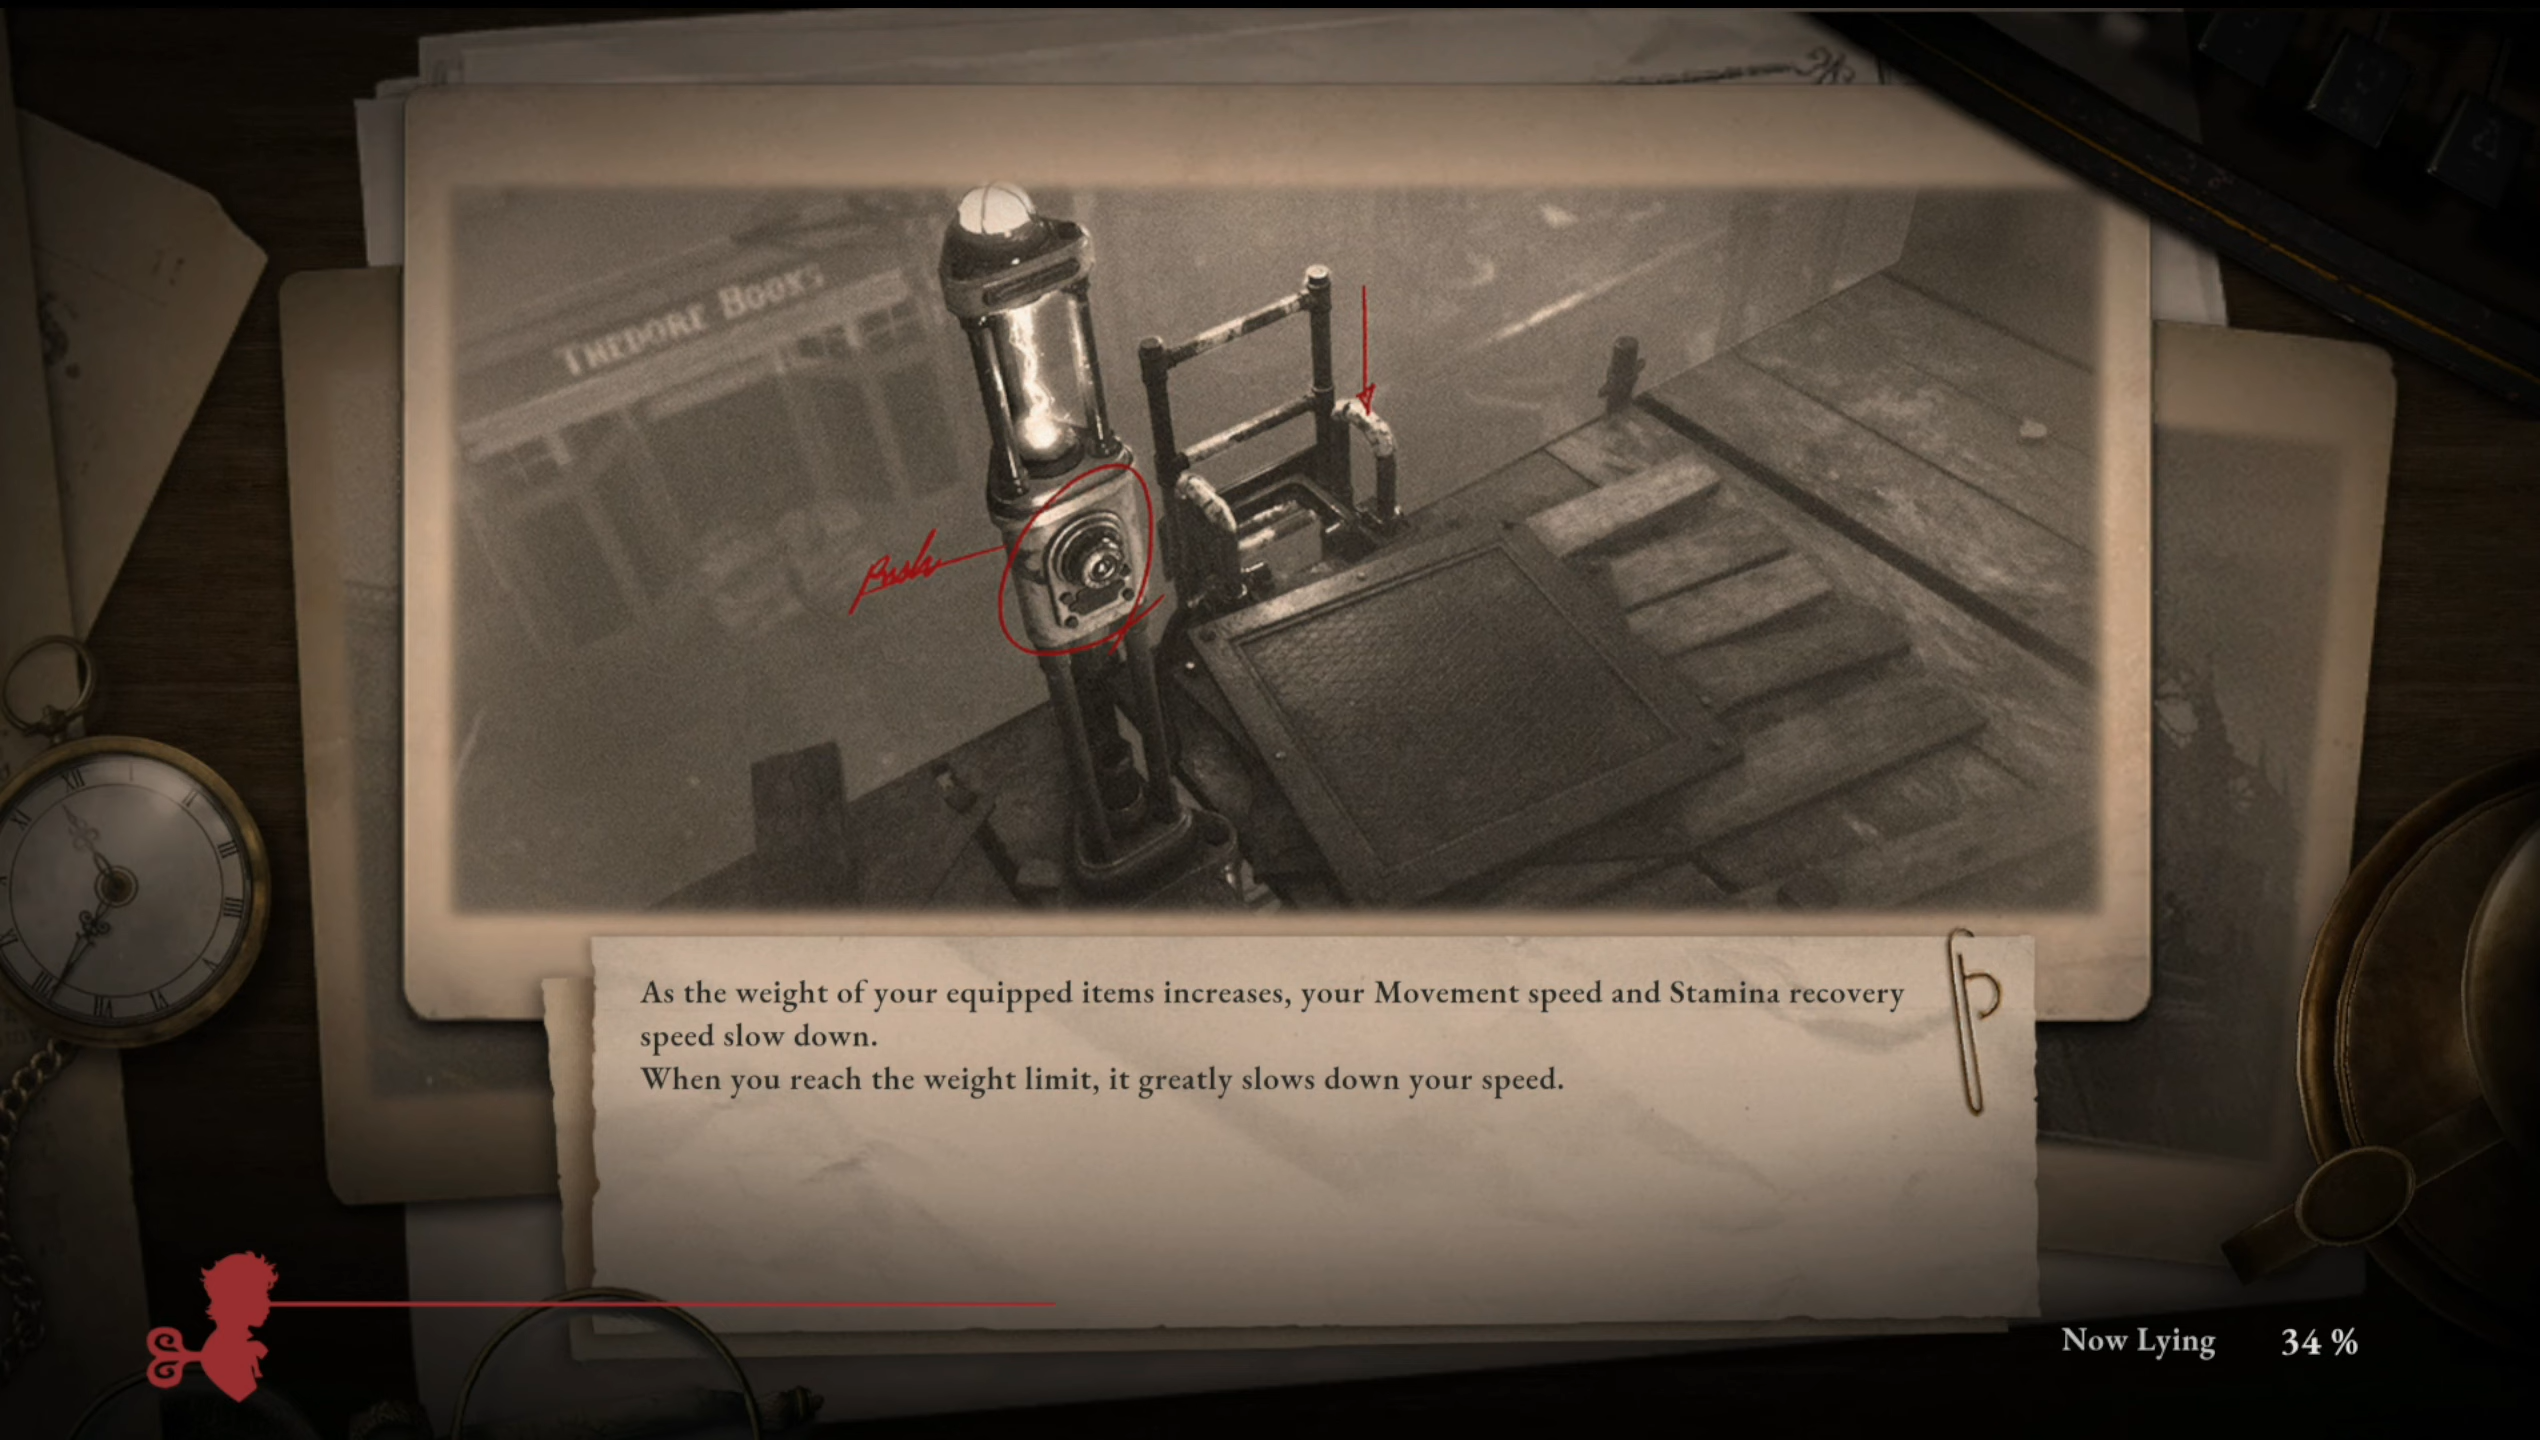 THEDORE BOOKS
Push
As the weight of your equipped items increases, your Movement speed and Stamina recovery
speed slow down.
When you reach the weight limit, it greatly slows down your speed.
Now Lying 34 %